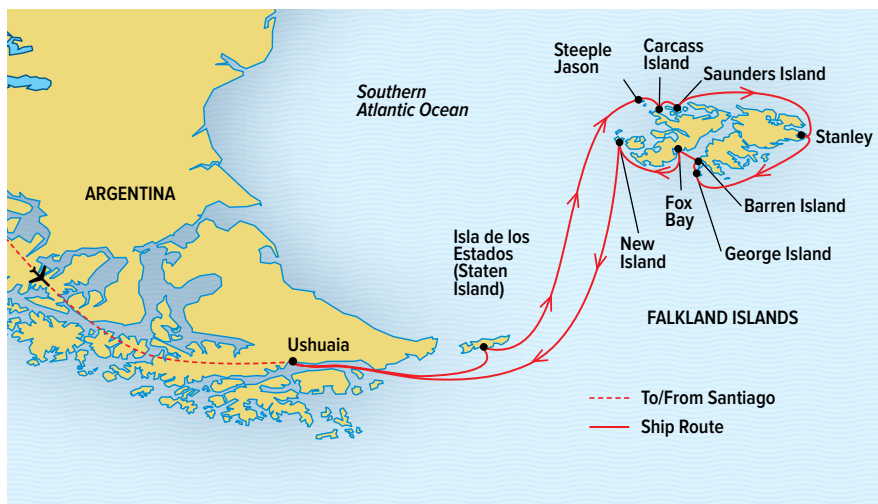 Steeple
Jason
Carcass
Island
Saunders Island
Southern
Atlantic Ocean
Stanley
ARGENTINA
Barren Island
Fox
Bay
George Island
New
Island
Isla de los
Estados
(Staten
Island)
FALKLAND ISLANDS
Ushuaia
To/From Santiago
Ship Route